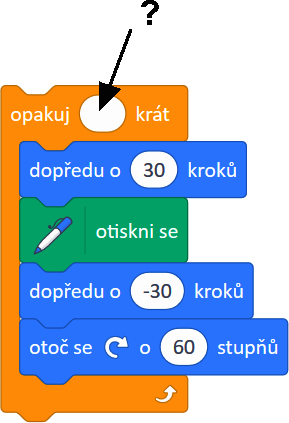 ?
opakuj krát
dopředu o 30 kroků
otiskni se
dopředu o -30 kroků
otoč se o 60 stupňů